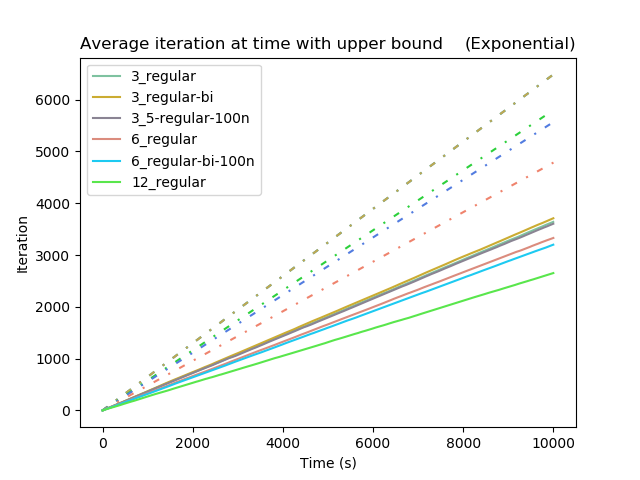 Average iteration at time with upper bound (Exponential)
3_regular
3_regular-bi
3_5-regular-100n
6_regular
6_regular-bi-100n
12_regular
6000
5000
4000
3000
2000
1000
0
Iteration
0 2000 4000 6000 8000 10000
Time (s)